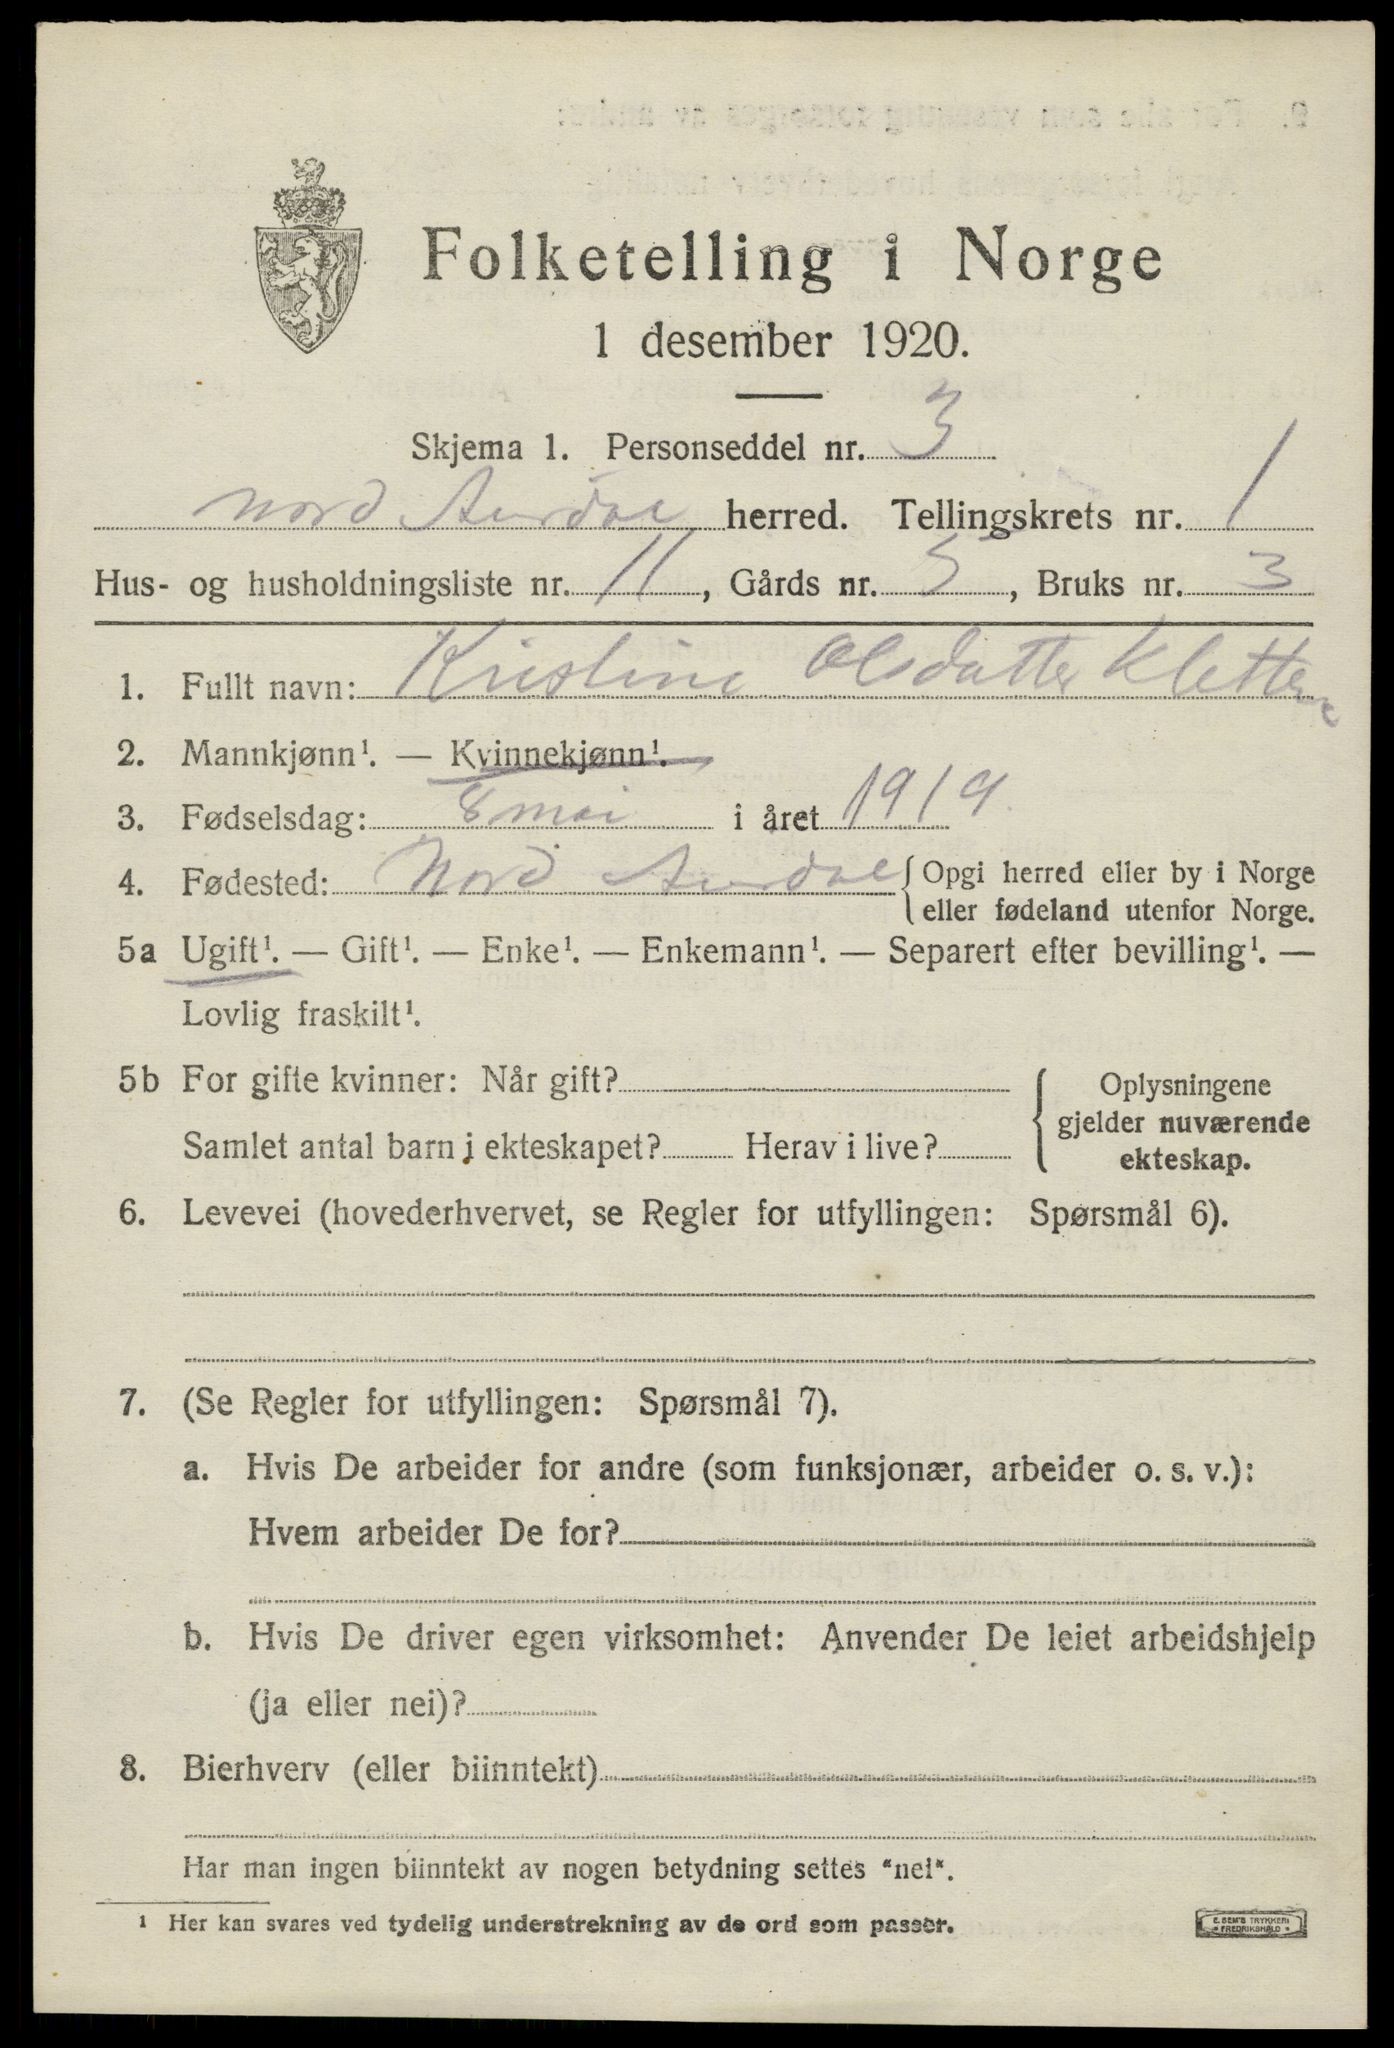 Folketelling i Norge
1 desember 1920.
Skjema 1. Personseddel nr. 3
Nord Aurdal herred. Tellingskrets nr. 1
Hus- og husholdningsliste nr. 11, Gårds nr. 5, Bruks nr. 3
1. Fullt navn: Kristine Olsdatter Klettene
2. Mannkjønn¹. — Kvinnekjønn¹.
3. Fødselsdag: 8 mai i året 1919
4. Fødested: Nord Aurdal { Opgi herred eller by i Norge
eller fødeland utenfor Norge.
5a Ugift¹. — Gift¹. — Enke¹. — Enkemann¹. — Separert efter bevilling¹. —
Lovlig fraskilt¹.
5b For gifte kvinner: Når gift? { Oplysningene
gjelder nuværende
Samlet antal barn i ekteskapet? Herav i live?
ekteskap.
6. Levevei (hovederhvervet, se Regler for utfyllingen: Spørsmål 6).
7. (Se Regler for utfyllingen: Spørsmål 7).
a. Hvis De arbeider for andre (som funksjonær, arbeider o. s. v.):
Hvem arbeider De for?
b. Hvis De driver egen virksomhet: Anvender De leiet arbeidshjelp
(ja eller nei)?
8. Bierhverv (eller biinntekt)
Har man ingen biinntekt av nogen betydning settes "nei".
¹ Her kan svares ved tydelig understrekning av de ord som passer.
E. SEM'S TRYKKERI
FREDRIKSHALD